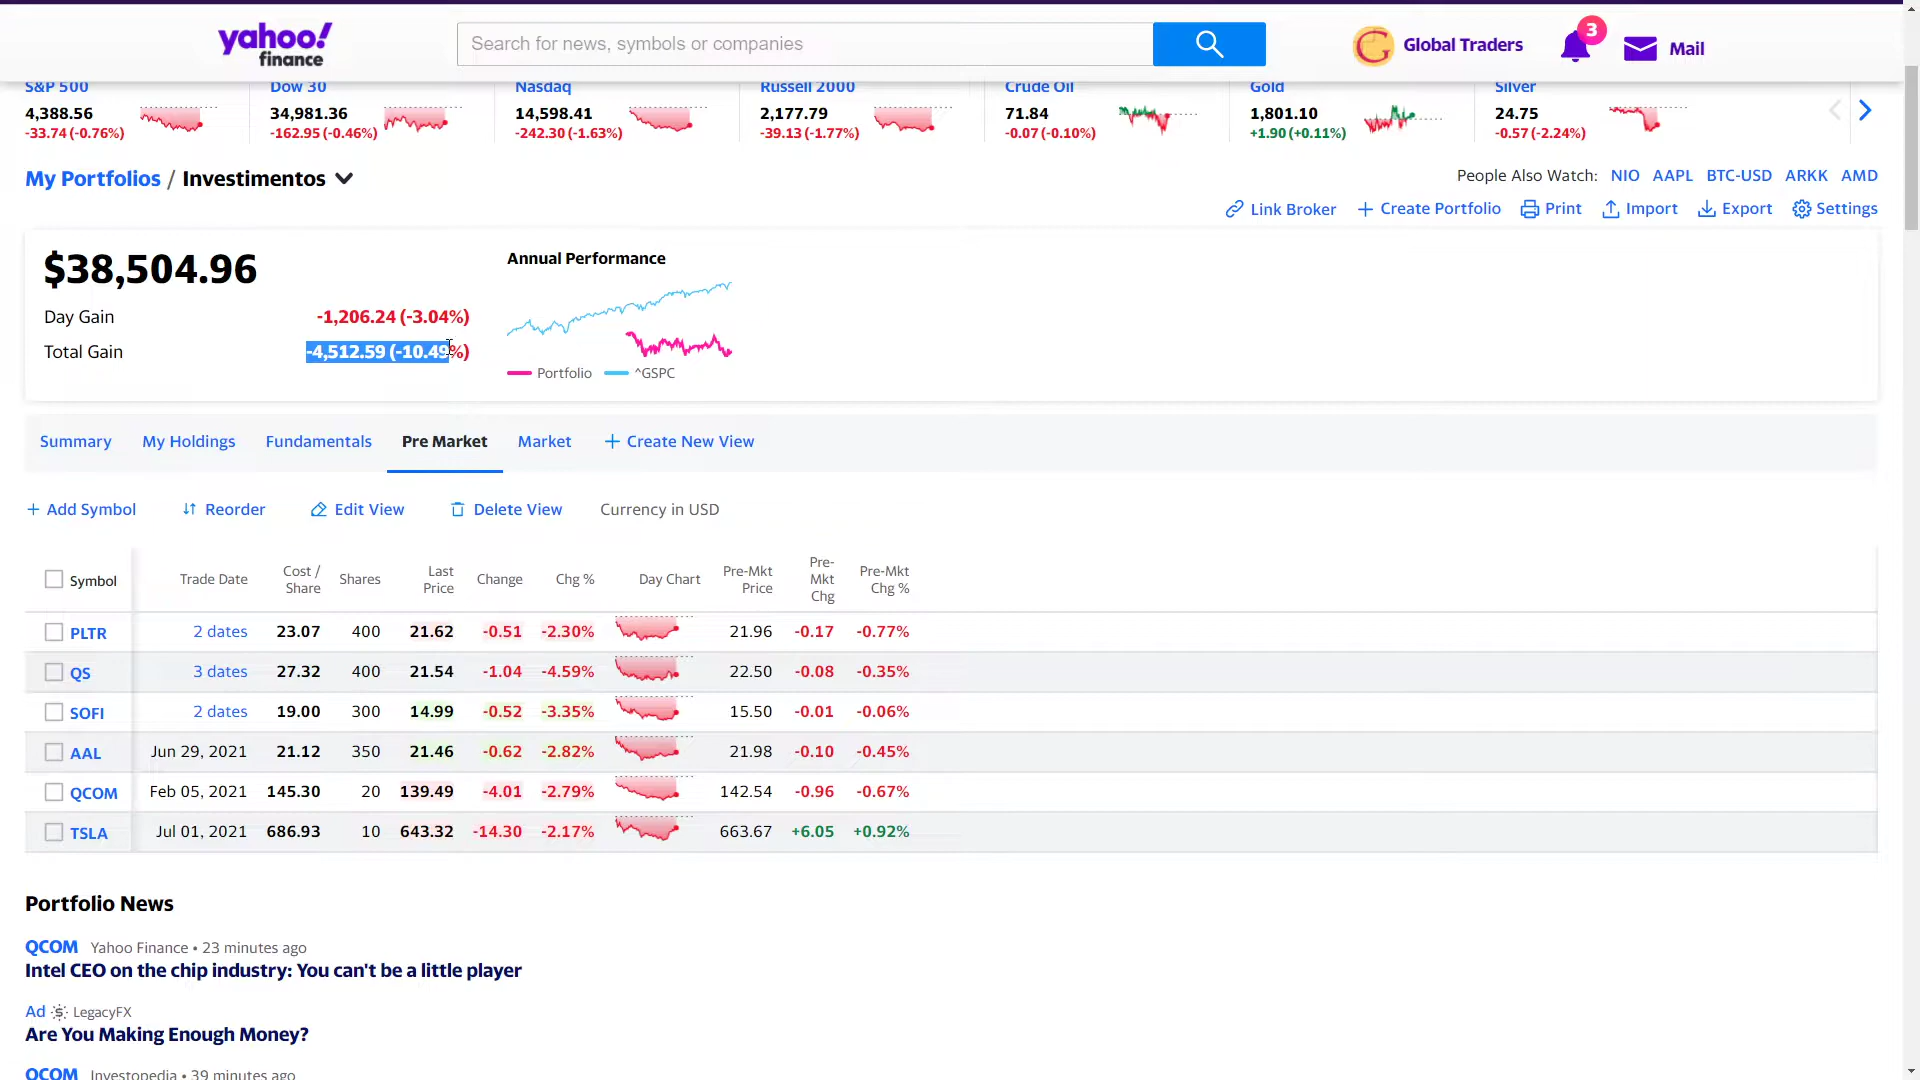 yahoo!
finance
Search for news, symbols or companies
Global Traders
3
Mail
S&P 500 Dow 30 Nasdaq Russell 2000 Crude Oil Gold Silver
4,388.56 34,981.36 14,598.41 2,177.79 71.84 1,801.10 24.75
-33.74 (-0.76%) -162.95 (-0.46%) -242.30 (-1.63%) -39.13 (-1.77%) -0.07 (-0.10%) +1.90 (+0.11%) -0.57 (-2.24%)
My Portfolios / Investimentos
People Also Watch: NIO AAPL BTC-USD ARKK AMD
Link Broker + Create Portfolio Print Import Export Settings
$38,504.96
Day Gain -1,206.24 (-3.04%)
Total Gain -4,512.59 (-10.49%)
Annual Performance
Portfolio ^GSPC
Summary My Holdings Fundamentals Pre Market Market + Create New View
+ Add Symbol Reorder Edit View Delete View Currency in USD
Symbol Trade Date Cost / Share Shares Last Price Change Chg % Day Chart Pre-Mkt Price Pre-Mkt Chg Pre-Mkt Chg %
PLTR 2 dates 23.07 400 21.62 -0.51 -2.30% 21.96 -0.17 -0.77%
QS 3 dates 27.32 400 21.54 -1.04 -4.59% 22.50 -0.08 -0.35%
SOFI 2 dates 19.00 300 14.99 -0.52 -3.35% 15.50 -0.01 -0.06%
AAL Jun 29, 2021 21.12 350 21.46 -0.62 -2.82% 21.98 -0.10 -0.45%
QCOM Feb 05, 2021 145.30 20 139.49 -4.01 -2.79% 142.54 -0.96 -0.67%
TSLA Jul 01, 2021 686.93 10 643.32 -14.30 -2.17% 663.67 +6.05 +0.92%
Portfolio News
QCOM Yahoo Finance • 23 minutes ago
Intel CEO on the chip industry: You can't be a little player
Ad LegacyFX
Are You Making Enough Money?
QCOM Investopedia • 39 minutes ago